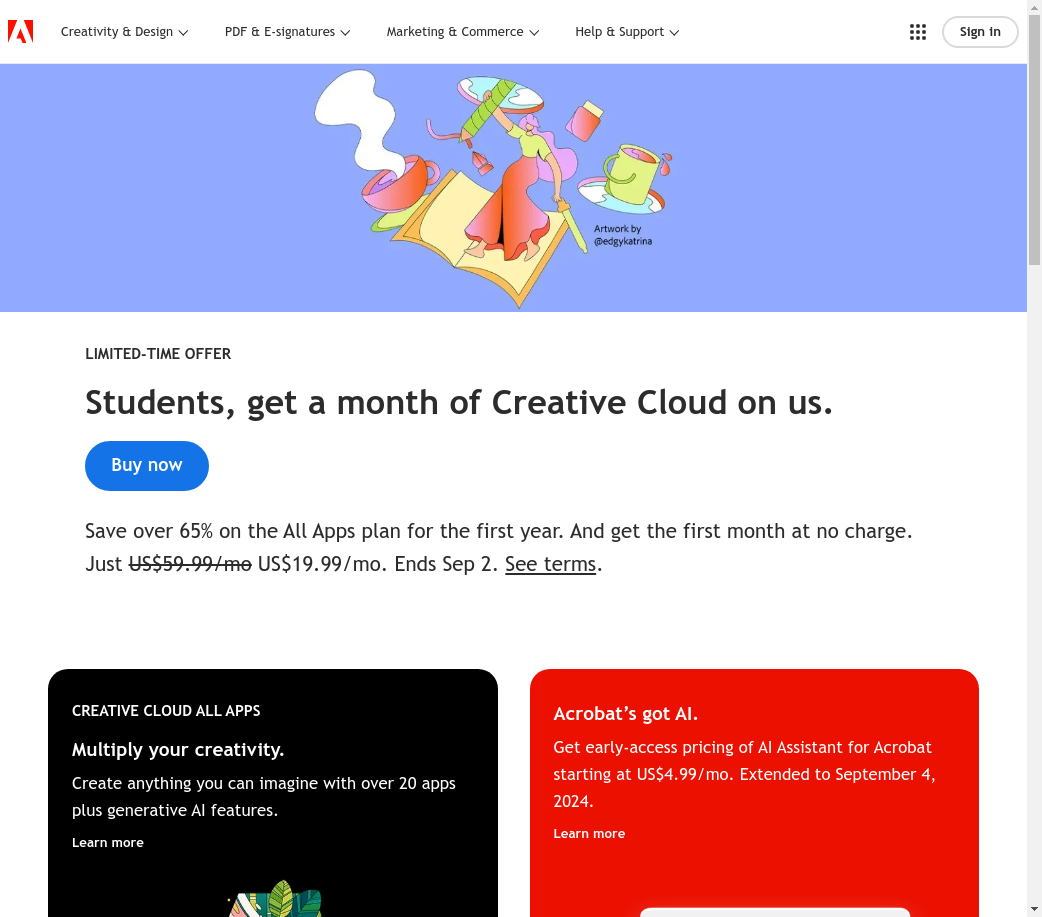 Creativity & Design
PDF & E-signatures
Marketing & Commerce
Help & Support
Sign in
Artwork by
@edgykatrina
LIMITED-TIME OFFER
Students, get a month of Creative Cloud on us.
Buy now
Save over 65% on the All Apps plan for the first year. And get the first month at no charge.
Just US$59.99/mo US$19.99/mo. Ends Sep 2. See terms.
CREATIVE CLOUD ALL APPS
Multiply your creativity.
Create anything you can imagine with over 20 apps
plus generative AI features.
Learn more
Acrobat’s got AI.
Get early-access pricing of AI Assistant for Acrobat
starting at US$4.99/mo. Extended to September 4,
2024.
Learn more